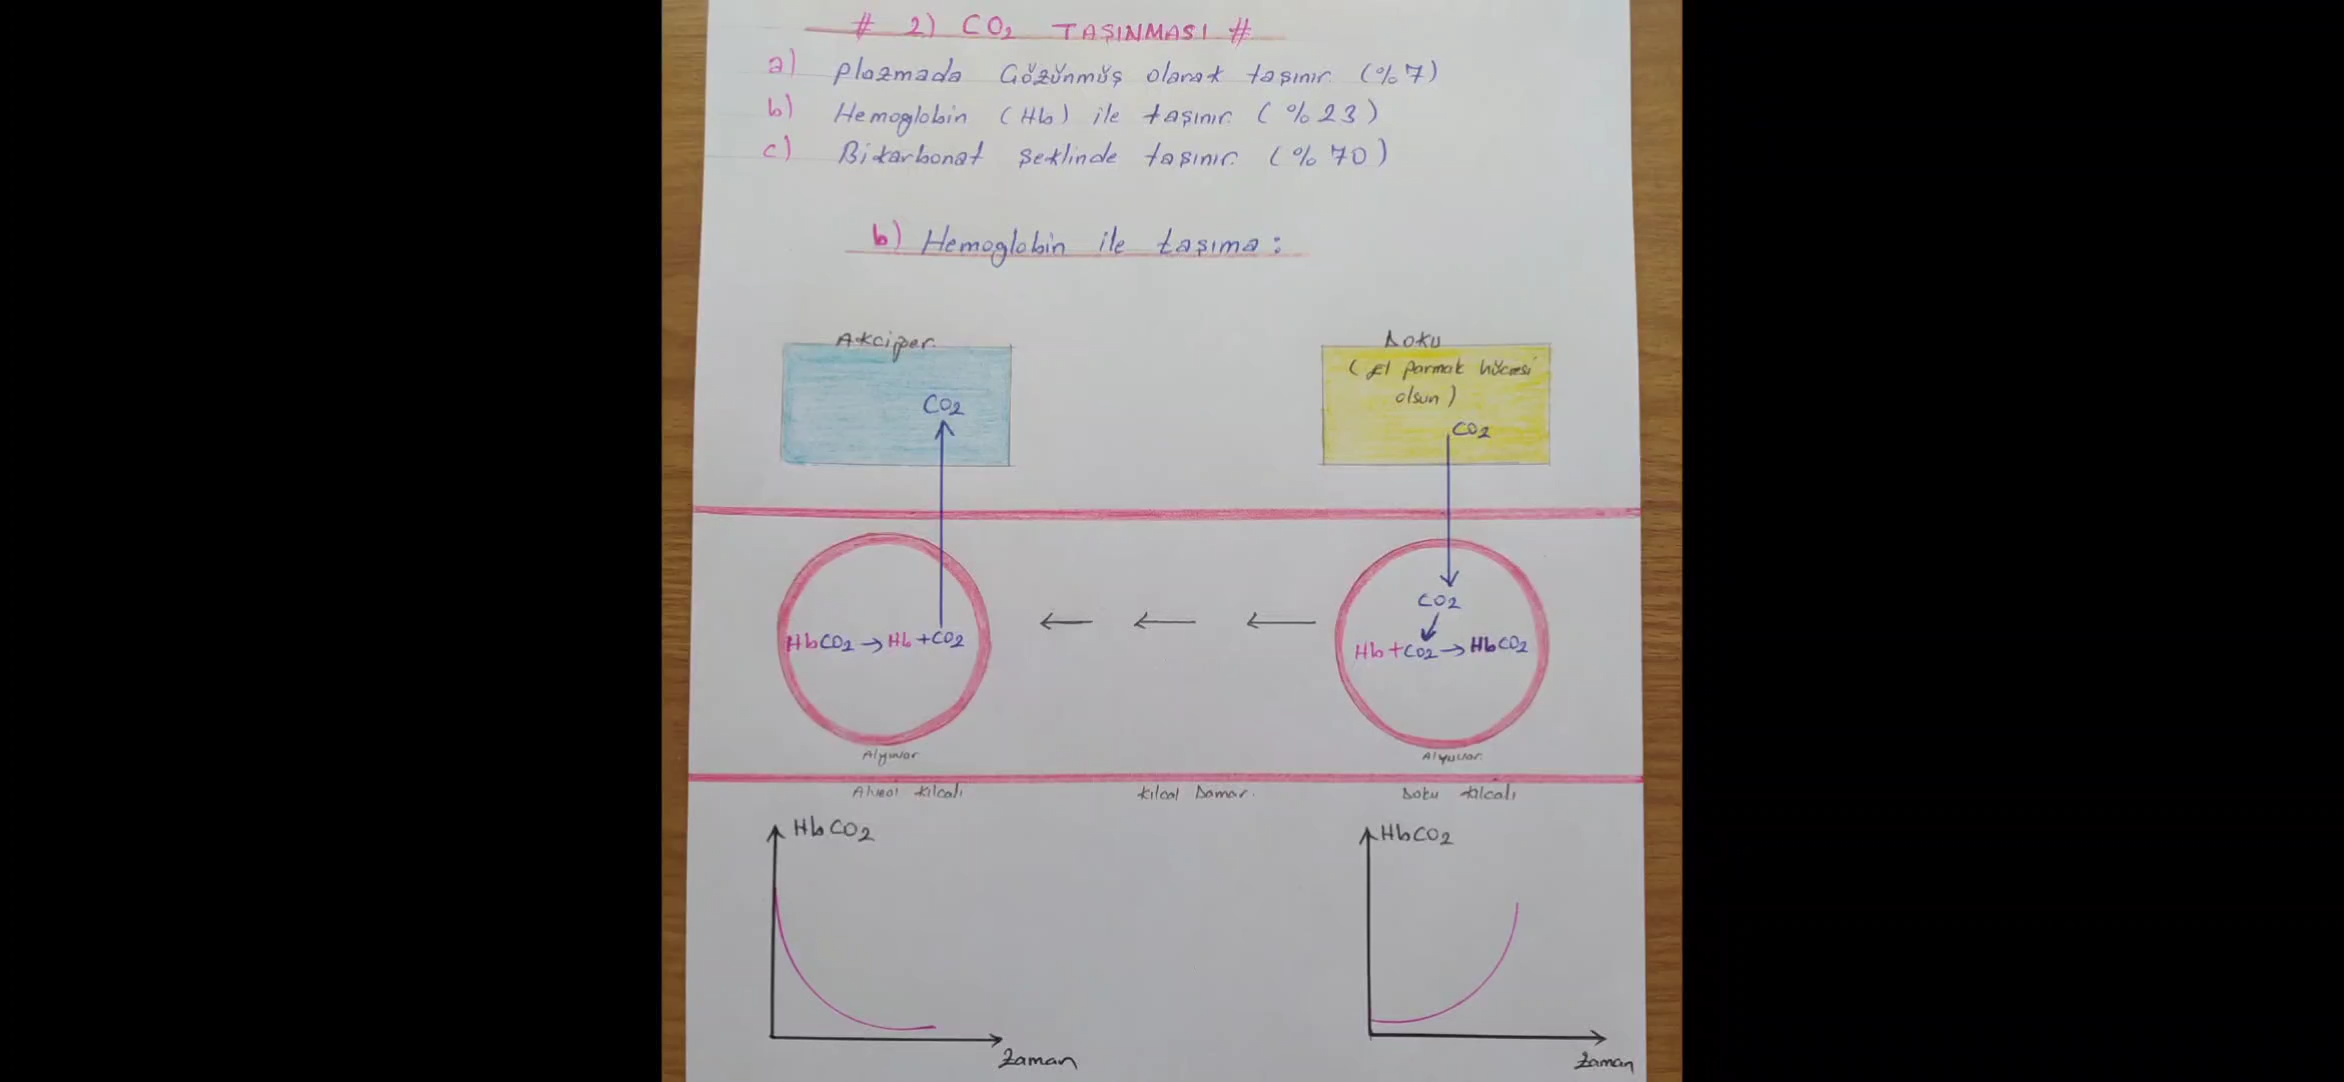 # 2) CO2 TAŞINMASI #
a) plazmada Çözünmüş olarak taşınır. (%7)
b) Hemoglobin (Hb) ile taşınır. (%23)
c) Bikarbonat şeklinde taşınır. (%70)
b) Hemoglobin ile taşıma:
Akciğer
CO2
Doku
(El parmak hücresi
olsun)
CO2
HbCO2 → Hb + CO2
CO2
Hb + CO2 → HbCO2
Alyuvar
Alyuvar
Alveol Kılcalı
Kılcal Damar.
Doku Kılcalı
HbCO2
Zaman
HbCO2
Zaman